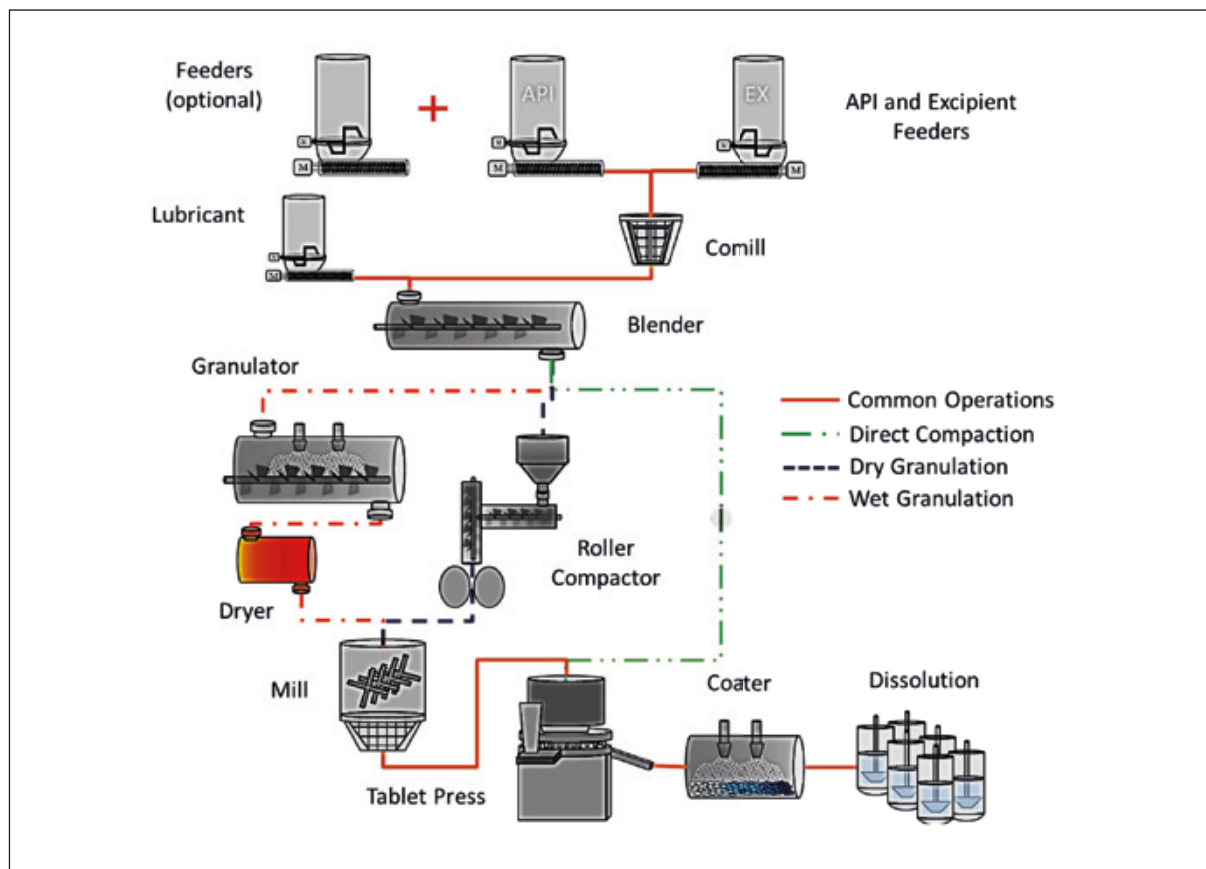 Feeders
(optional)
API
EX
API and Excipient
Feeders
M
M
M
Lubricant
M
Comill
Blender
Granulator
Common Operations
Direct Compaction
Dry Granulation
Wet Granulation
Roller
Compactor
Dryer
Mill
Coater
Dissolution
Tablet Press